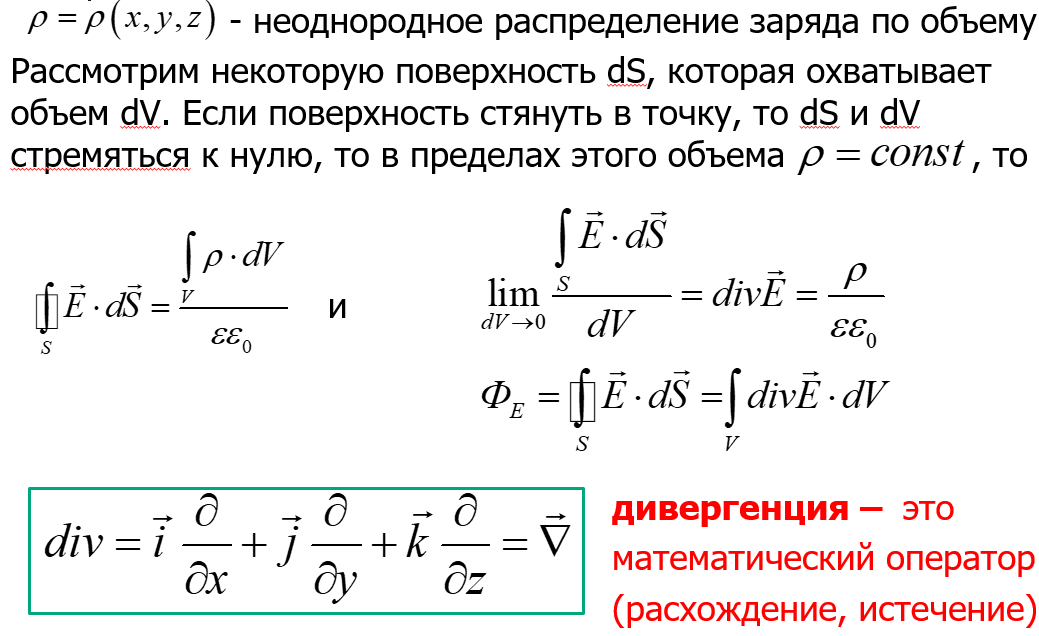 ρ = ρ(x, y, z) - неоднородное распределение заряда по объему
Рассмотрим некоторую поверхность dS, которая охватывает
объем dV. Если поверхность стянуть в точку, то dS и dV
стремяться к нулю, то в пределах этого объема ρ = const, то
∮_S E⃗ · dS⃗ = ∫_V ρ · dV / εε₀ и lim_{dV→0} ∫_S E⃗ · dS⃗ / dV = divE⃗ = ρ / εε₀
Φ_E = ∮_S E⃗ · dS⃗ = ∫_V divE⃗ · dV
div = i⃗ ∂/∂x + j⃗ ∂/∂y + k⃗ ∂/∂z = ∇⃗
дивергенция – это
математический оператор
(расхождение, истечение)